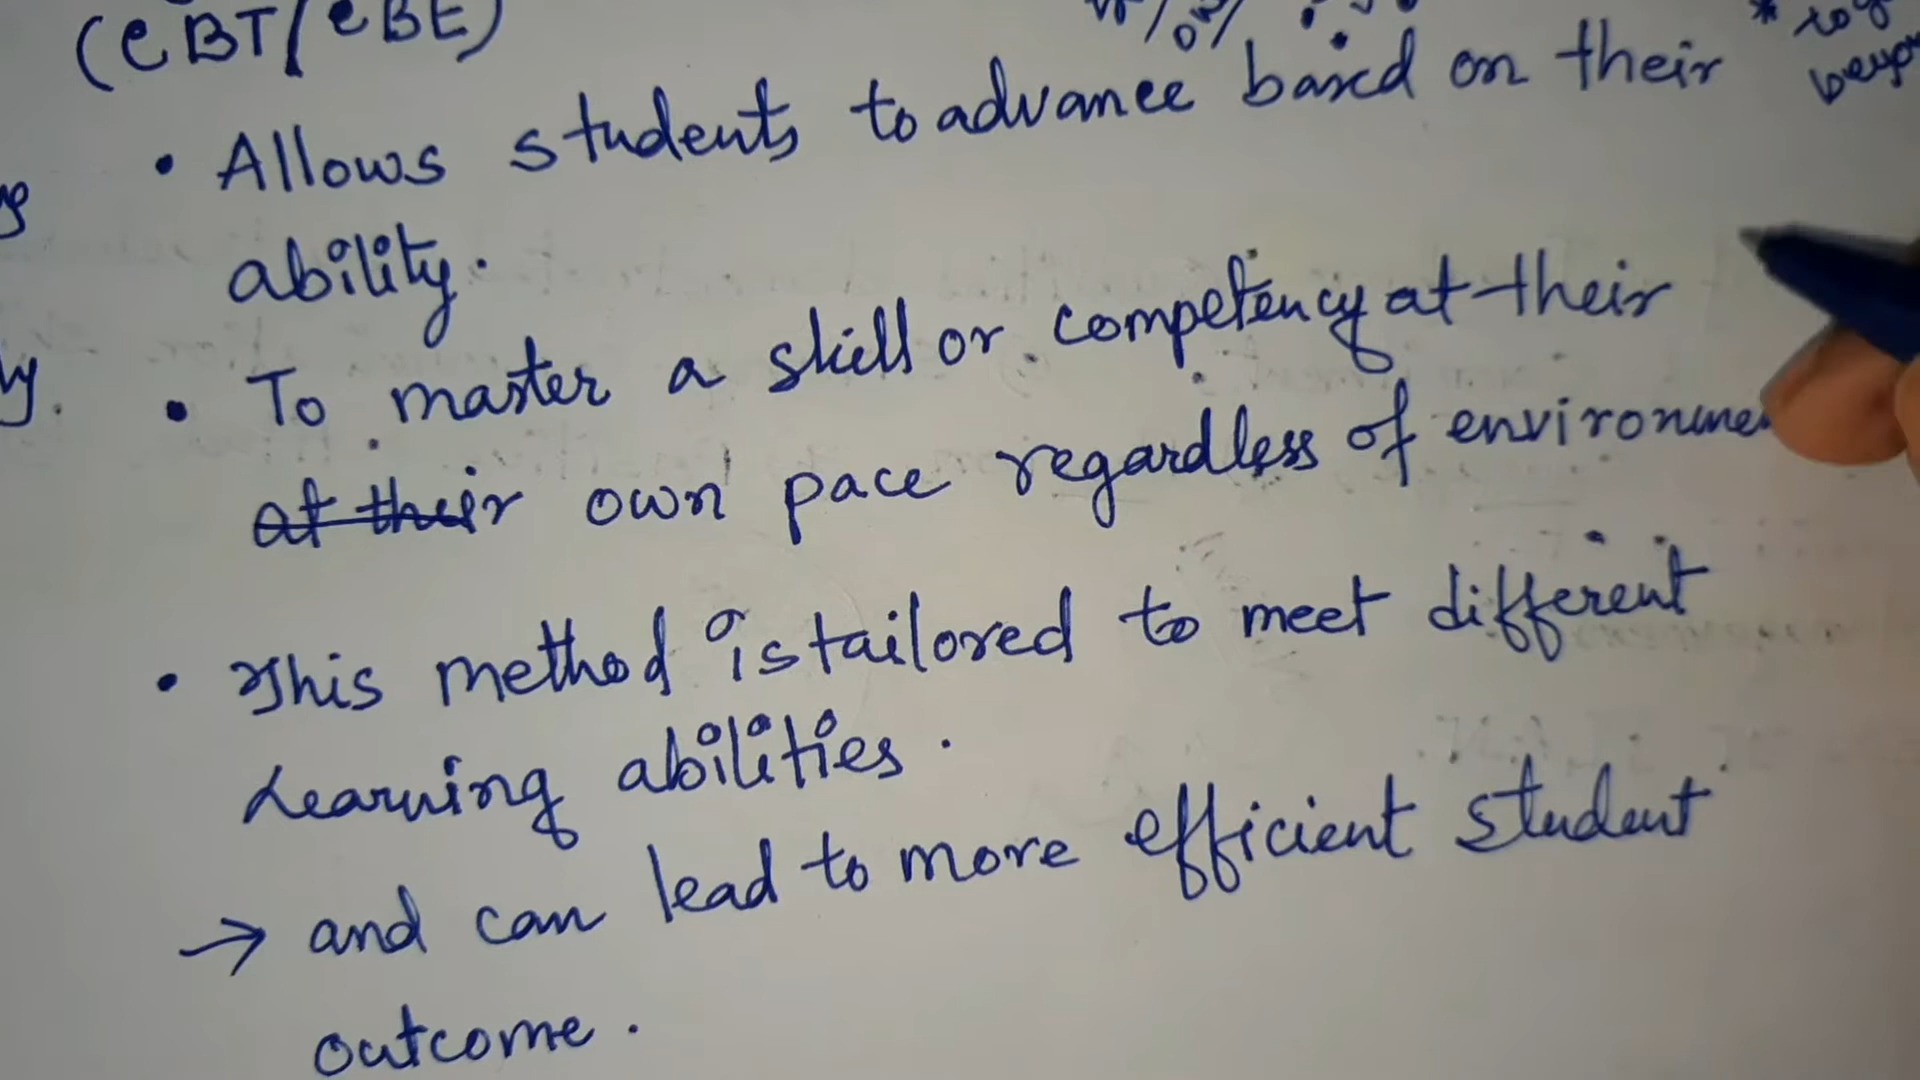 (CBT/CBE)
• Allows students to advance based on their
ability.
• To master a skill or competency at their
at their own pace regardless of
• This method is tailored to meet different
Learning abilities.
→ and can lead to more efficient student
outcome.